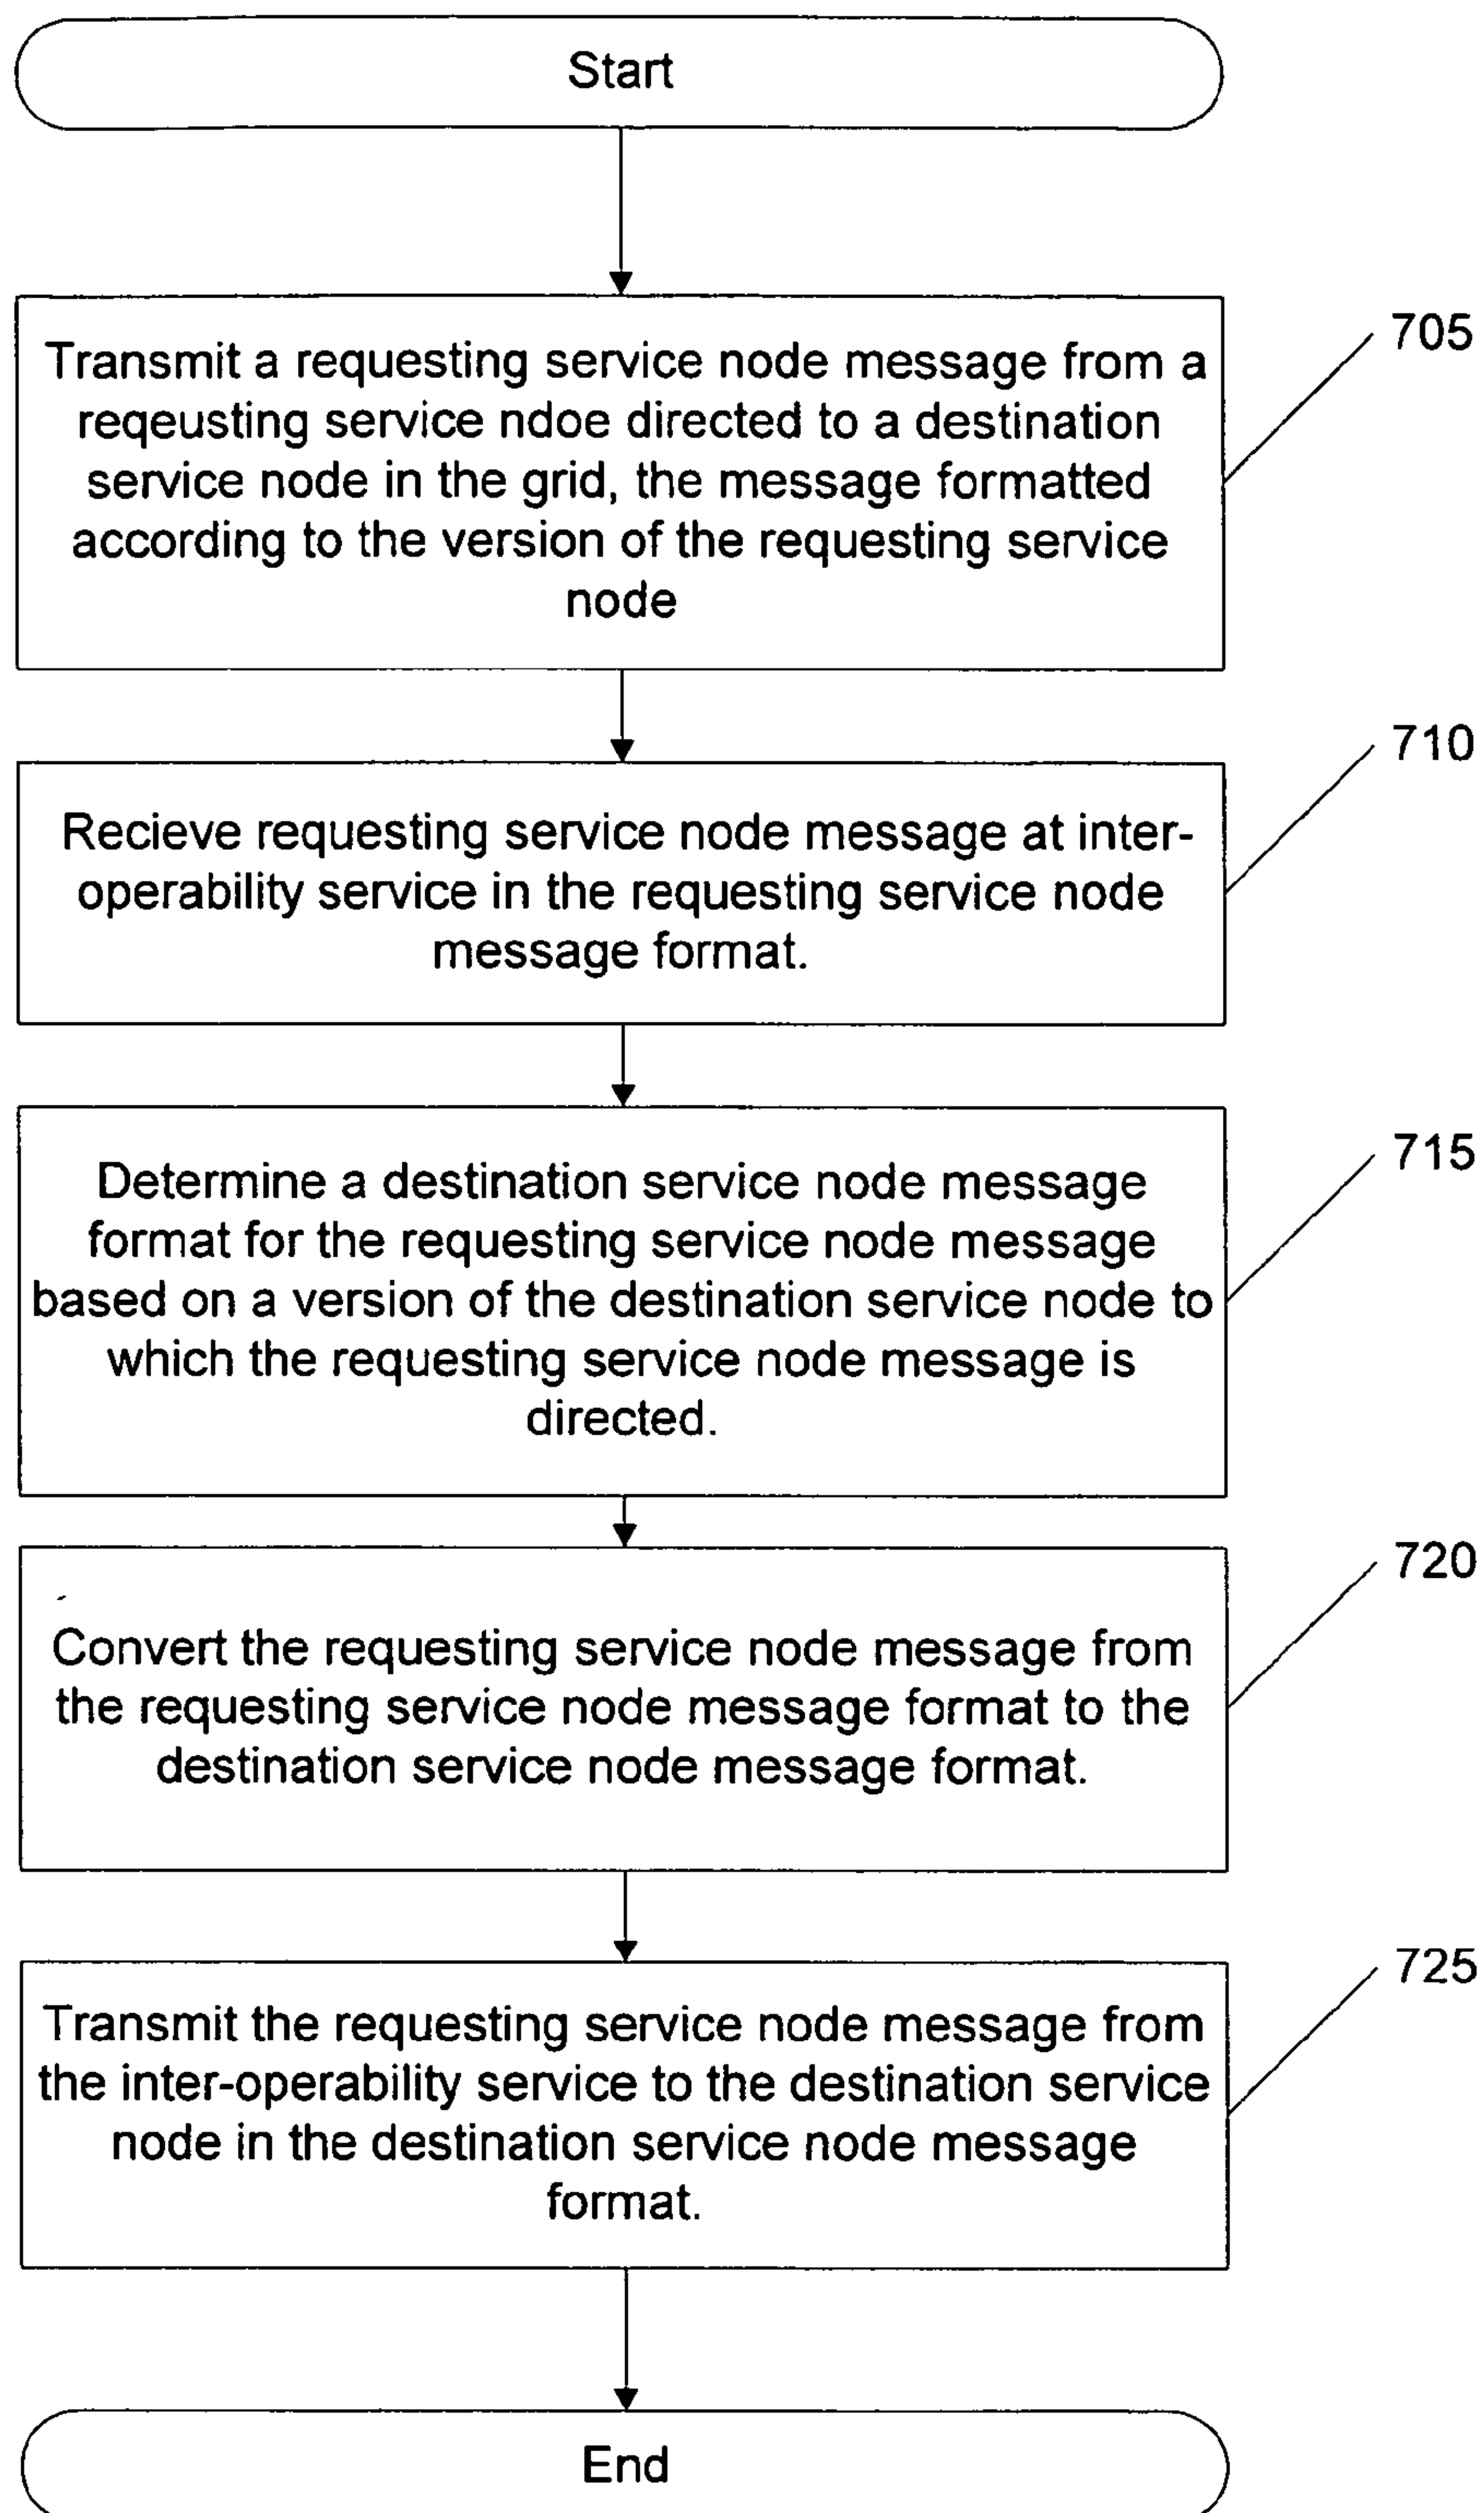 Start
Transmit a requesting service node message from a
reqeusting service ndoe directed to a destination
service node in the grid, the message formatted
according to the version of the requesting service
node
705
Recieve requesting service node message at inter-
operability service in the requesting service node
message format.
710
Determine a destination service node message
format for the requesting service node message
based on a version of the destination service node to
which the requesting service node message is
directed.
715
Convert the requesting service node message from
the requesting service node message format to the
destination service node message format.
720
Transmit the requesting service node message from
the inter-operability service to the destination service
node in the destination service node message
format.
725
End